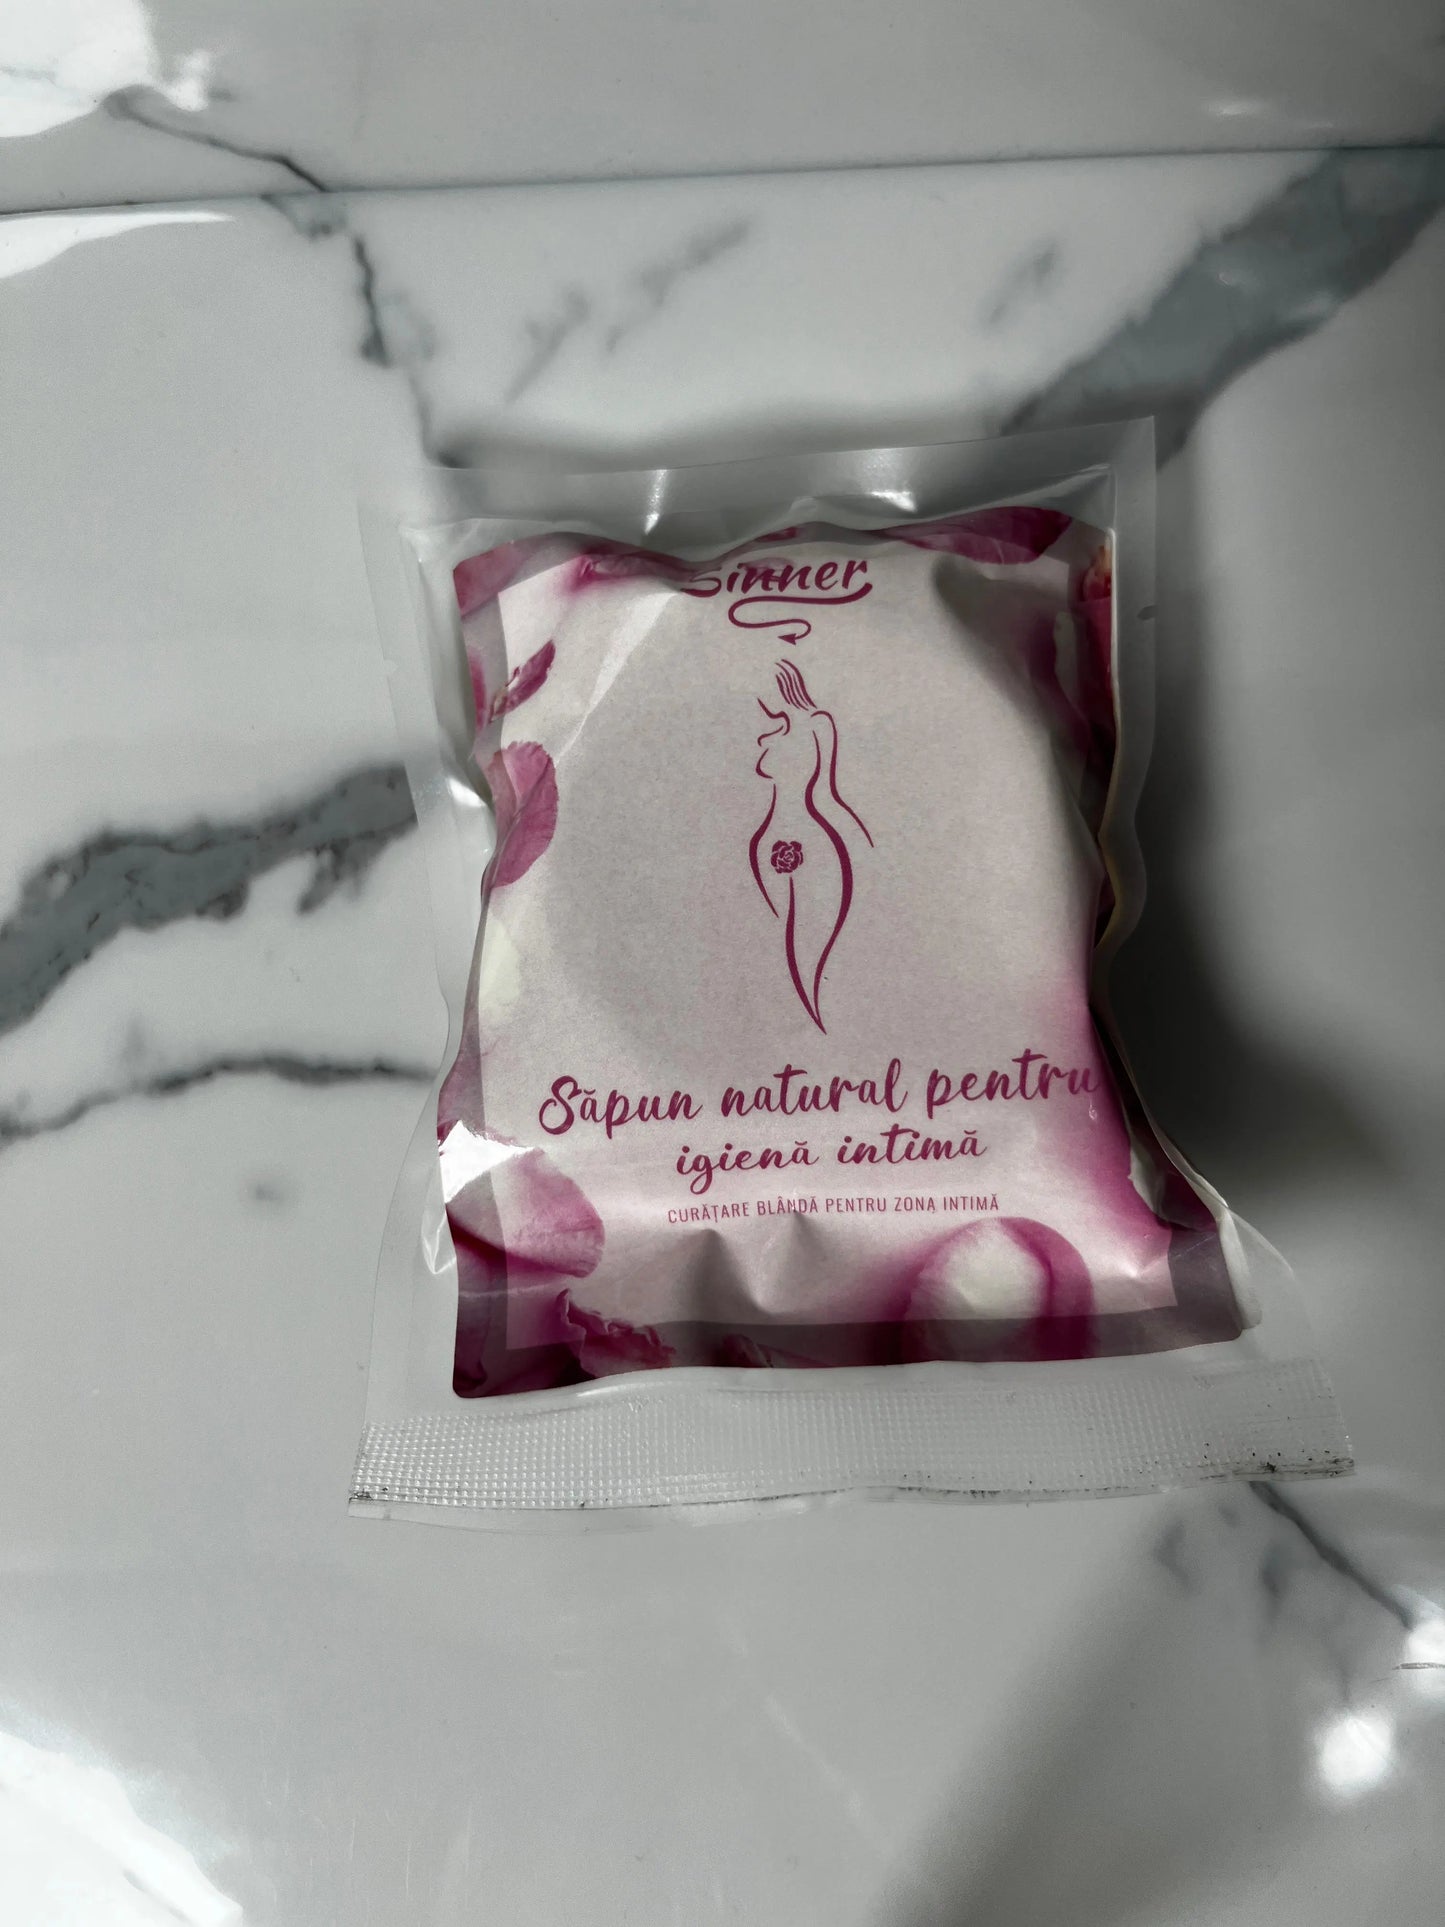 Sinner
Săpun natural pentru
igienă intimă
CURĂȚARE BLÂNDĂ PENTRU ZONA INTIMĂ